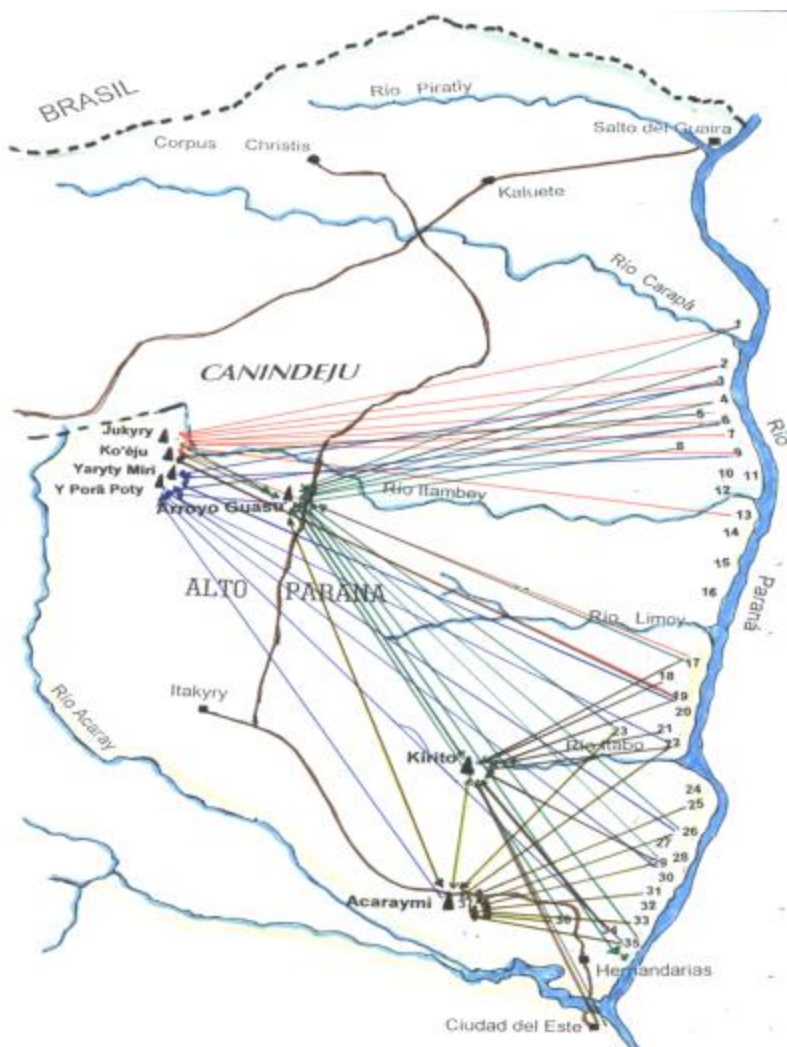 BRASIL
Río Piratiy
Salto del Guaira
Corpus Christis
Kaluete
Río Carapá
1
CANINDEJU
2
3
4
5
6
Río
Jukyry
7
Ko'ẽju
8
9
Yaryty Miri
10
11
Y Porã Poty
Río Itambey
12
Arroyo Guasu
13
14
15
ALTO PARANA
16
Paraná
Río Limoy
17
18
Río Acaray
19
Itakyry
20
23
21
Kirito
Río Itabo
22
24
25
26
27
28
29
30
Acaraymi
31
32
33
34
35
Hernandarias
Ciudad del Este